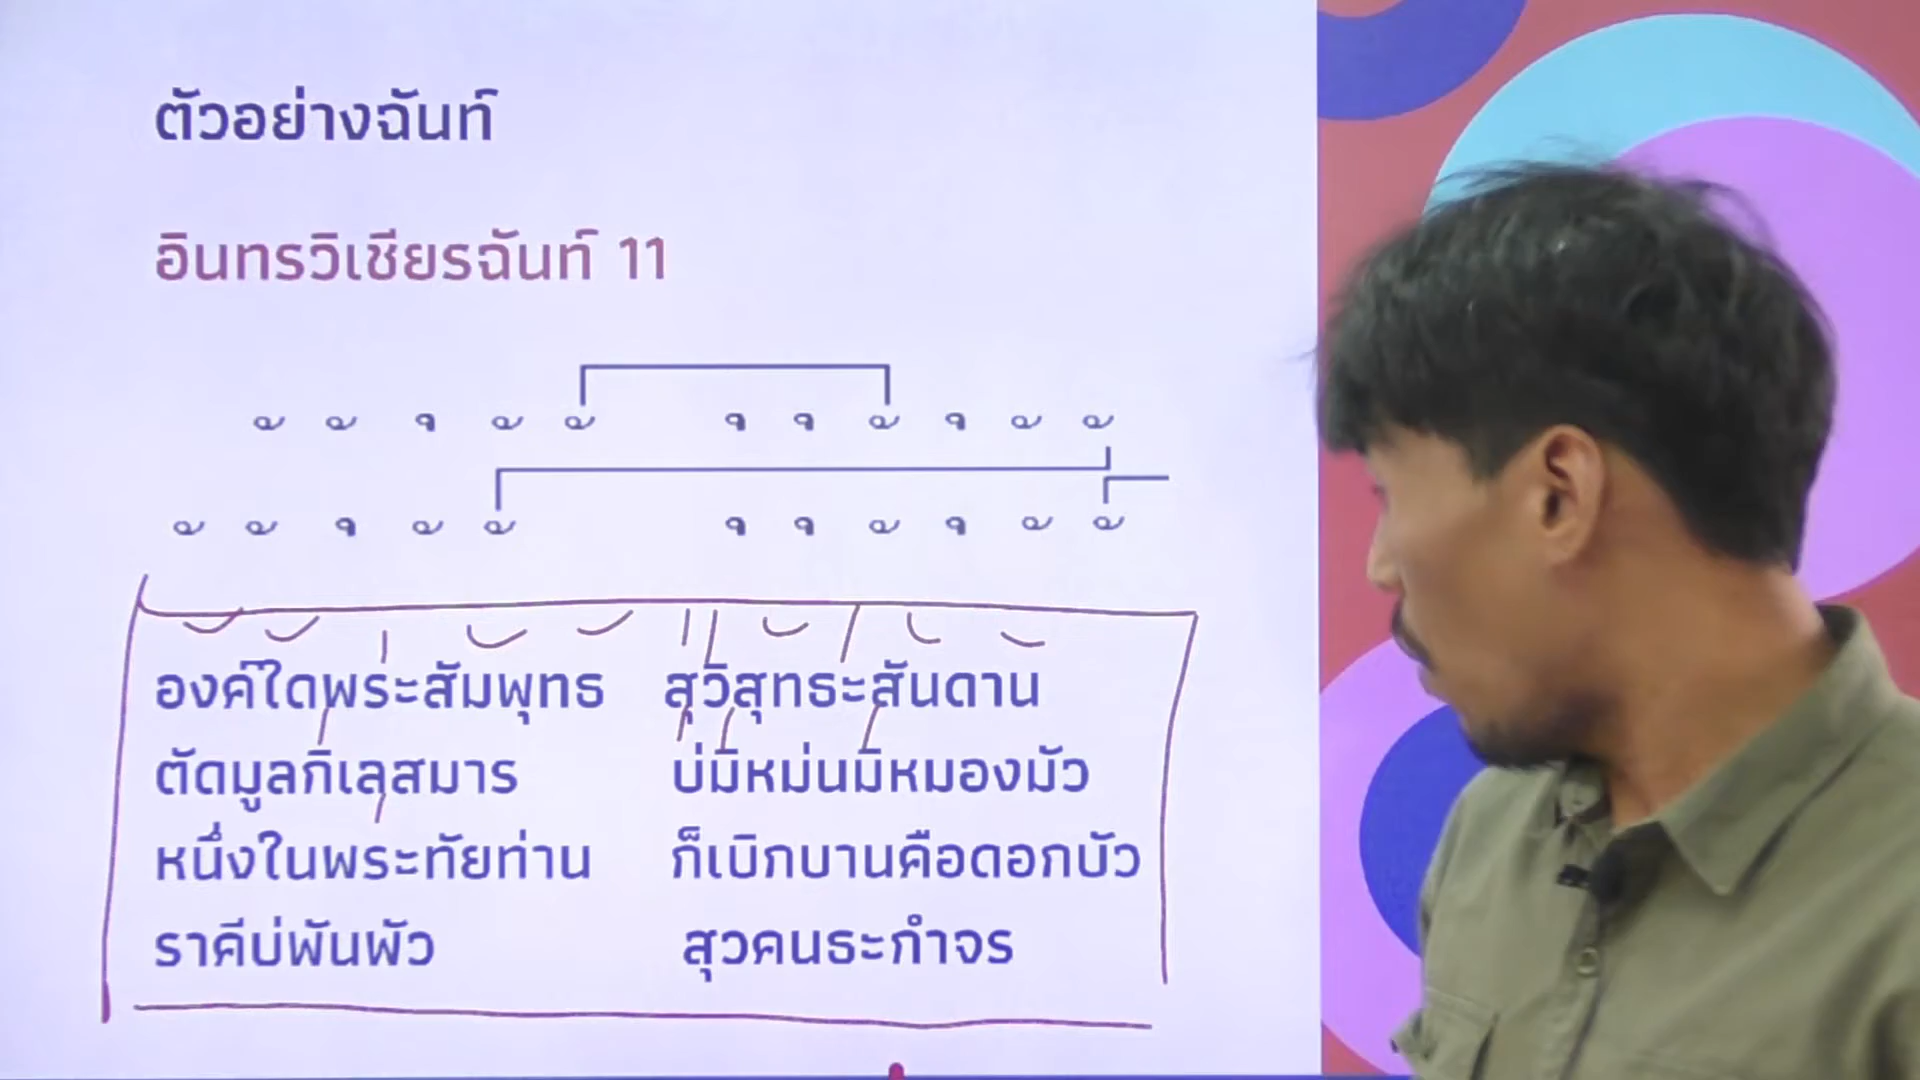 ตัวอย่างฉันท์
อินทรวิเชียรฉันท์ 11
ั ั ุ ั ั ุ ุ ั ุ ั ั
ั ั ุ ั ั ุ ุ ั ุ ั ั
องค์ใดพระสัมพุทธ สุวิสุทธะสันดาน
ตัดมูลกิเลสมาร บ่มิหม่นมิหมองมัว
หนึ่งในพระทัยท่าน ก็เบิกบานคือดอกบัว
ราคีบ่พันพัว สุวคนธะกำจร